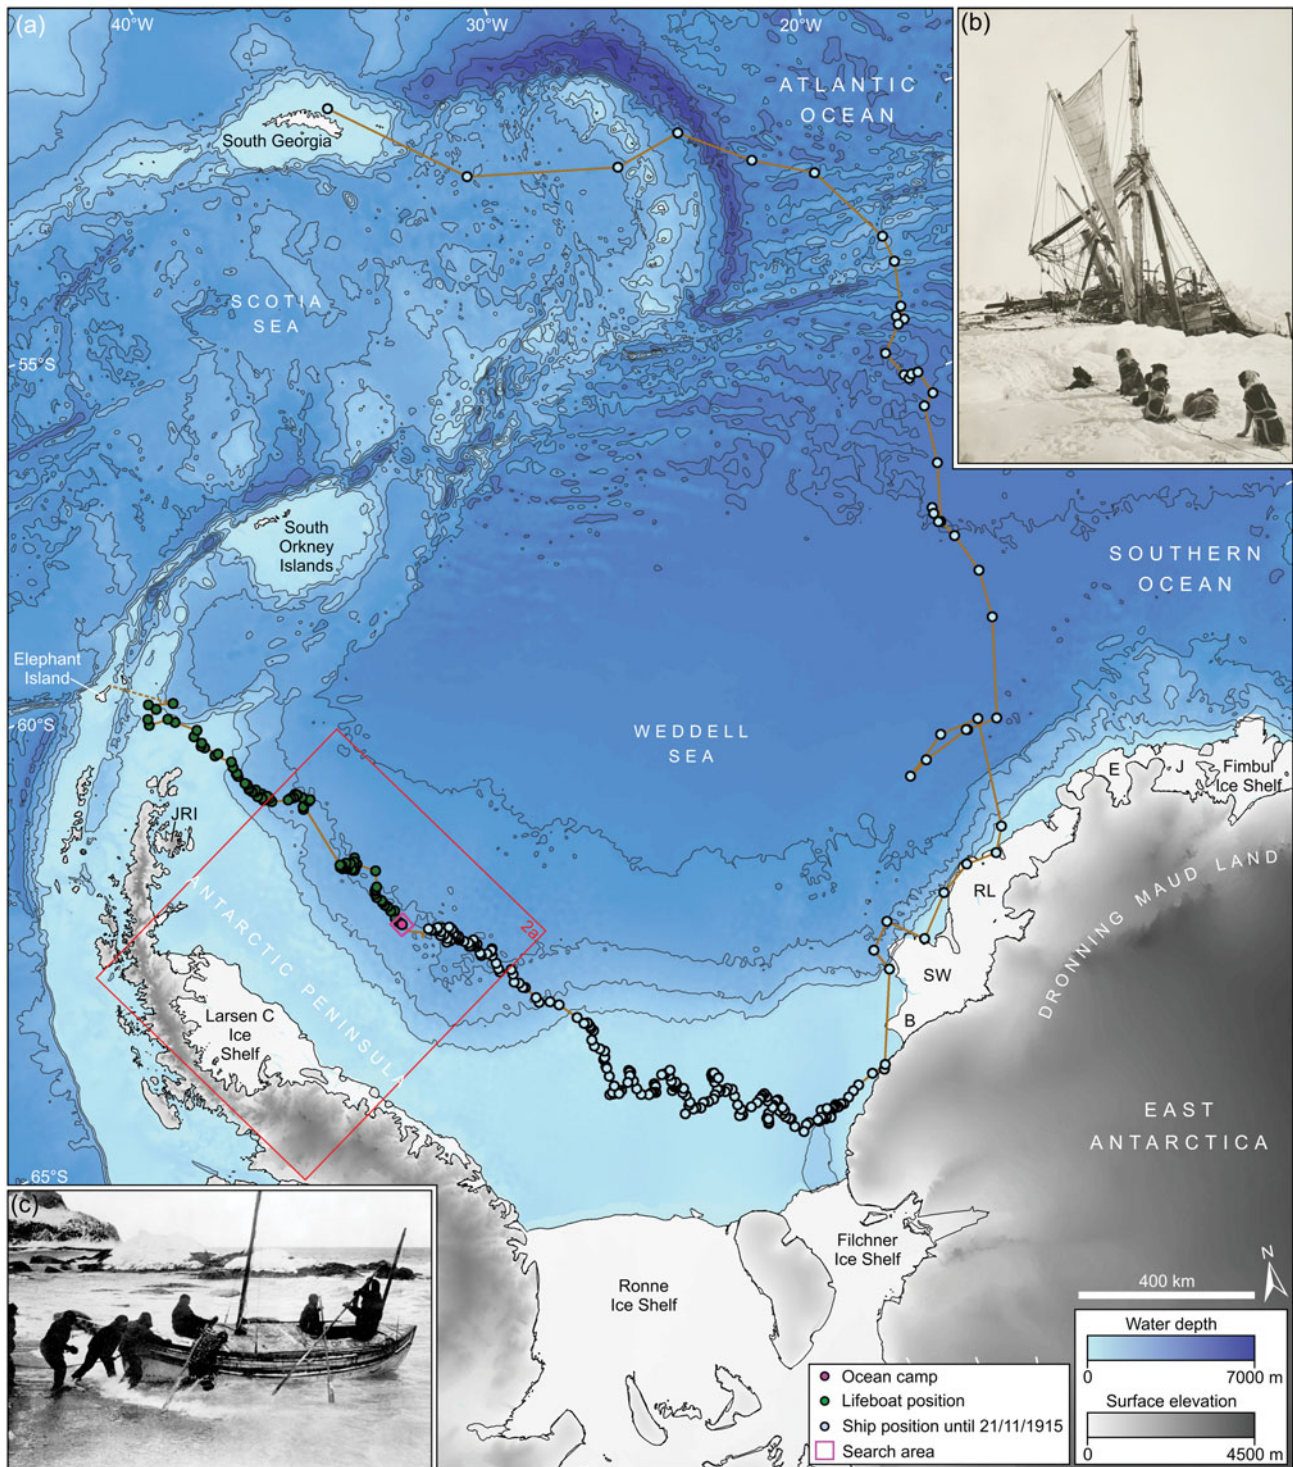 (a)
40°W
30°W
20°W
(b)
ATLANTIC
OCEAN
South Georgia
SCOTIA
SEA
55°S
South
Orkney
Islands
SOUTHERN
OCEAN
Elephant
Island
60°S
WEDDELL
SEA
E
J
Fimbul
Ice Shelf
JRI
RL
DRONNING MAUD LAND
ANTARCTIC PENINSULA
2a
SW
B
Larsen C
Ice
Shelf
EAST
ANTARCTICA
65°S
(c)
Filchner
Ice Shelf
Ronne
Ice Shelf
N
400 km
Water depth
0 7000 m
Surface elevation
0 4500 m
Ocean camp
Lifeboat position
Ship position until 21/11/1915
Search area